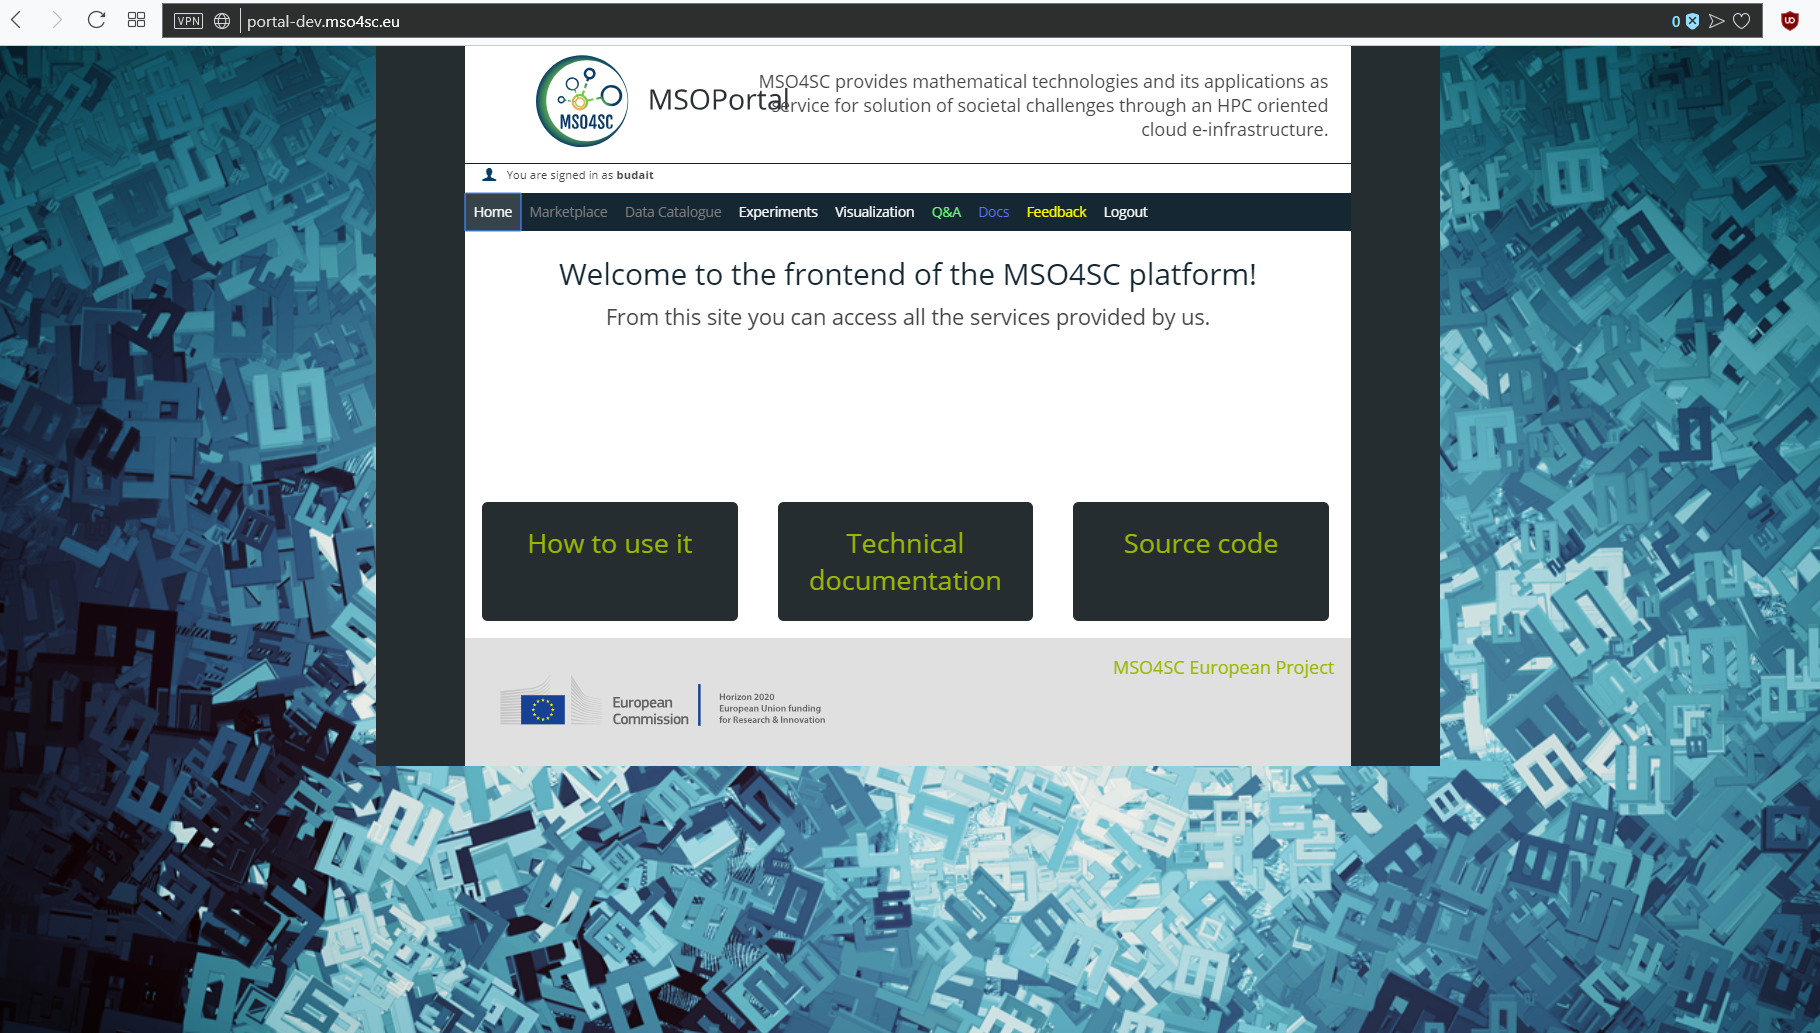 VPN
portal-dev.mso4sc.eu
0
MSO4SC
MSOPortal
MSO4SC provides mathematical technologies and its applications as
service for solution of societal challenges through an HPC oriented
cloud e-infrastructure.
You are signed in as budait
Home Marketplace Data Catalogue Experiments Visualization Q&A Docs Feedback Logout
Welcome to the frontend of the MSO4SC platform!
From this site you can access all the services provided by us.
How to use it
Technical
documentation
Source code
MSO4SC European Project
European
Commission
Horizon 2020
European Union funding
for Research & Innovation